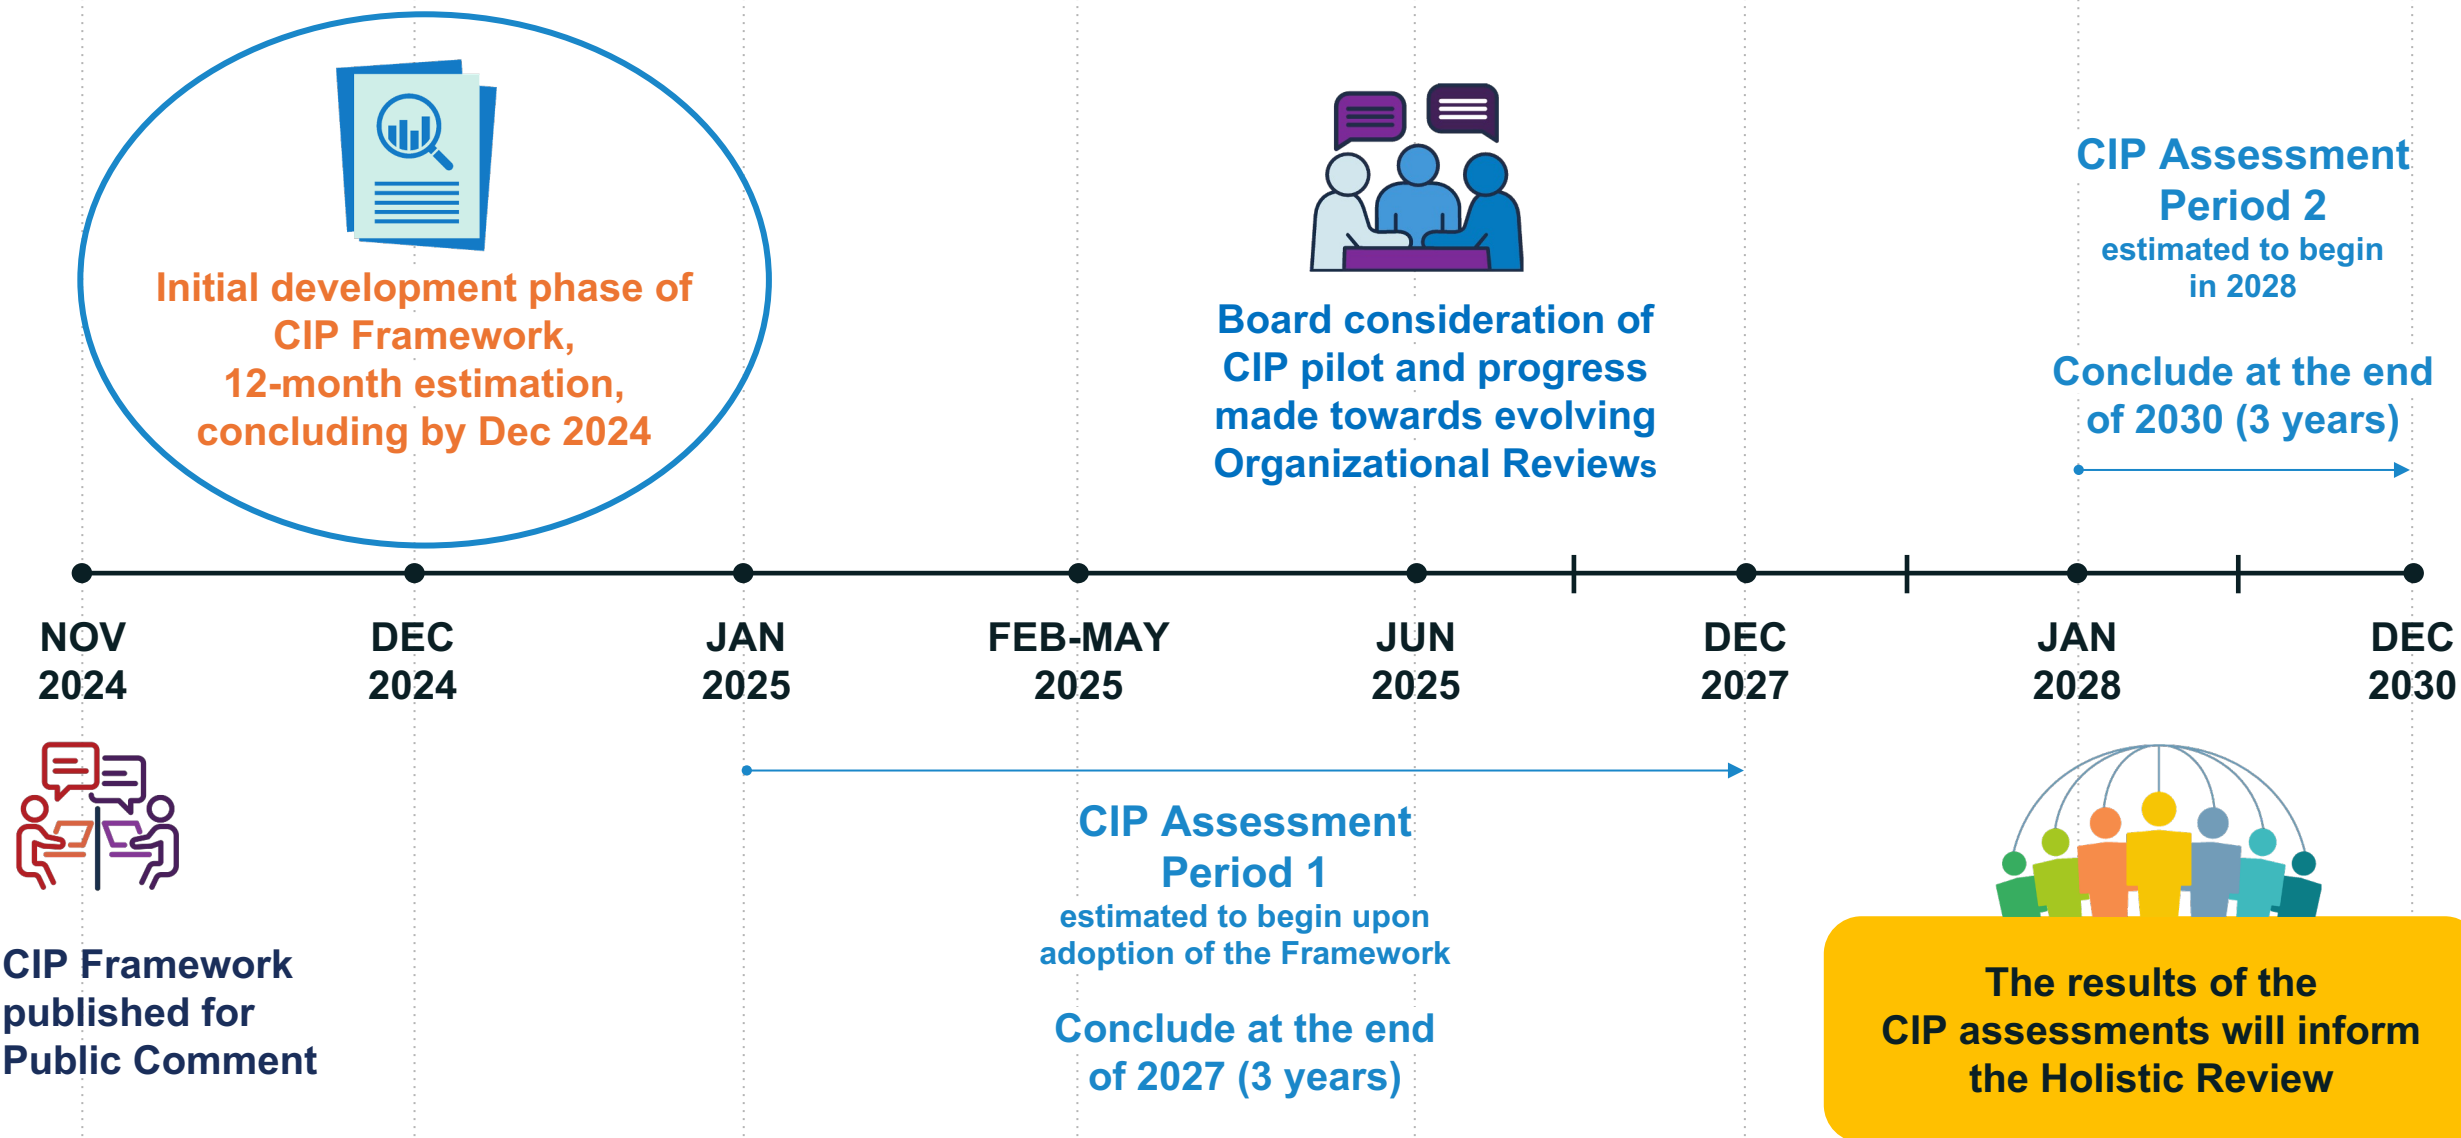 Initial development phase of
CIP Framework,
12-month estimation,
concluding by Dec 2024
Board consideration of
CIP pilot and progress
made towards evolving
Organizational Reviews
CIP Assessment
Period 2
estimated to begin
in 2028
Conclude at the end
of 2030 (3 years)
NOV
2024
DEC
2024
JAN
2025
FEB-MAY
2025
JUN
2025
DEC
2027
JAN
2028
DEC
2030
CIP Framework
published for
Public Comment
CIP Assessment
Period 1
estimated to begin upon
adoption of the Framework
Conclude at the end
of 2027 (3 years)
The results of the
CIP assessments will inform
the Holistic Review